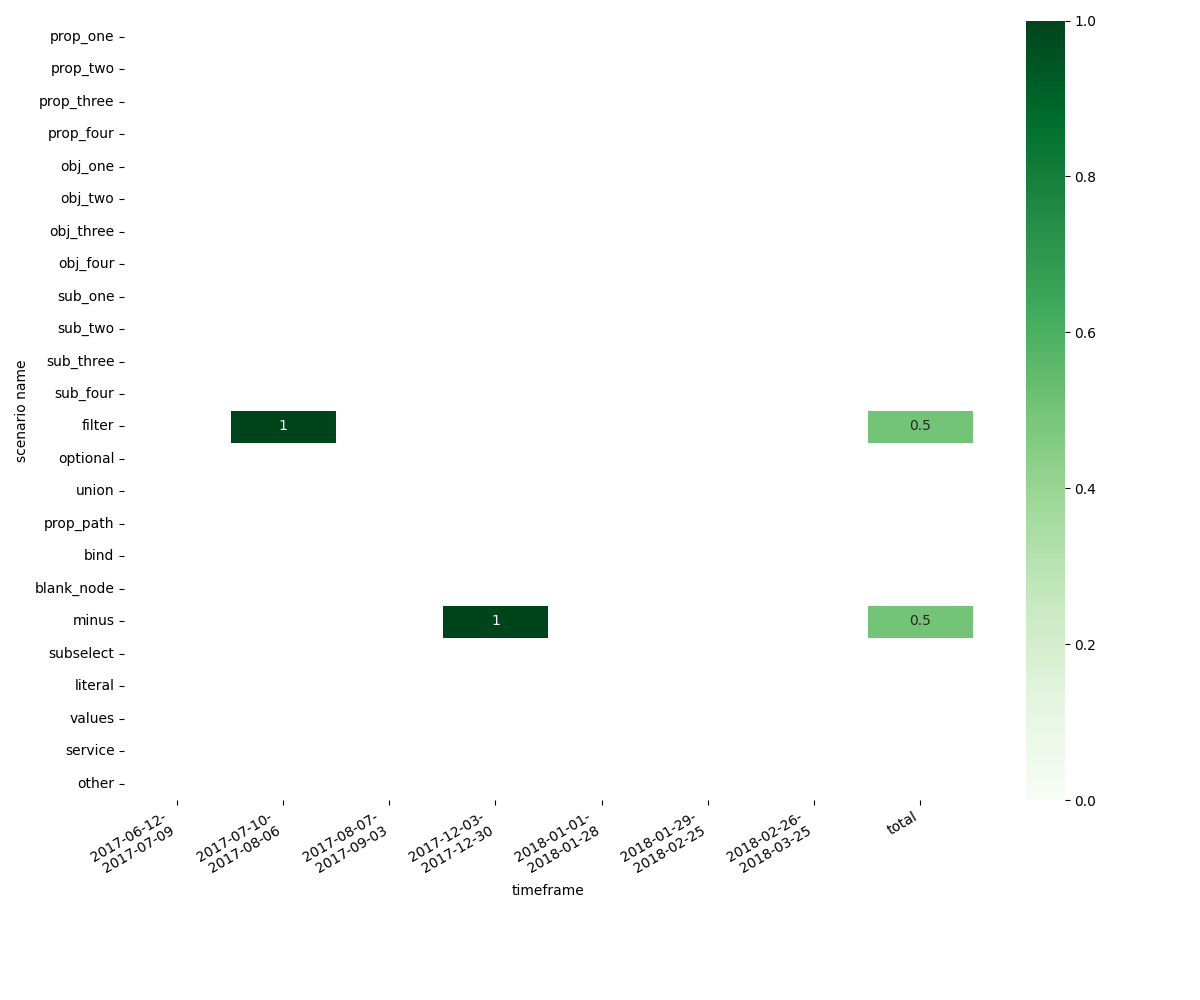 scenario name
prop_one
prop_two
prop_three
prop_four
obj_one
obj_two
obj_three
obj_four
sub_one
sub_two
sub_three
sub_four
filter
optional
union
prop_path
bind
blank_node
minus
subselect
literal
values
service
other
1
0.5
1
0.5
2017-06-12-
2017-07-09
2017-07-10-
2017-08-06
2017-08-07-
2017-09-03
2017-12-03-
2017-12-30
2018-01-01-
2018-01-28
2018-01-29-
2018-02-25
2018-02-26-
2018-03-25
total
timeframe
1.0
0.8
0.6
0.4
0.2
0.0